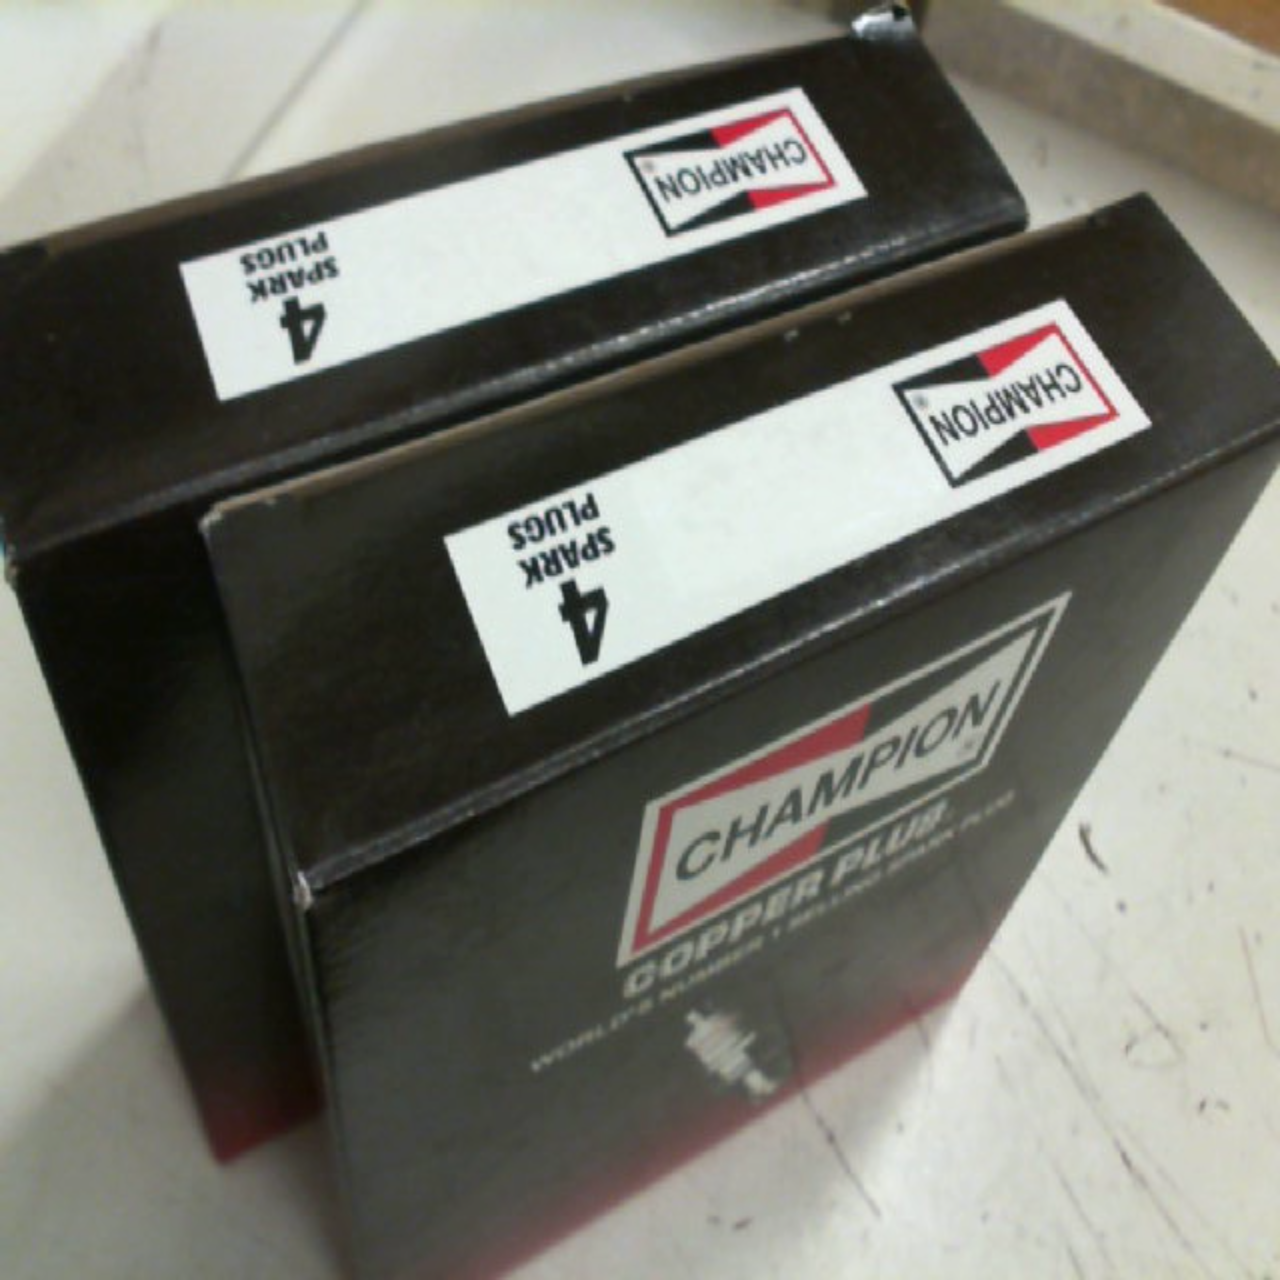 CHAMPION
4
SPARK
PLUGS
CHAMPION
4
SPARK
PLUGS
CHAMPION
COPPER PLUS
WORLD'S NUMBER 1 SELLING SPARK PLUG